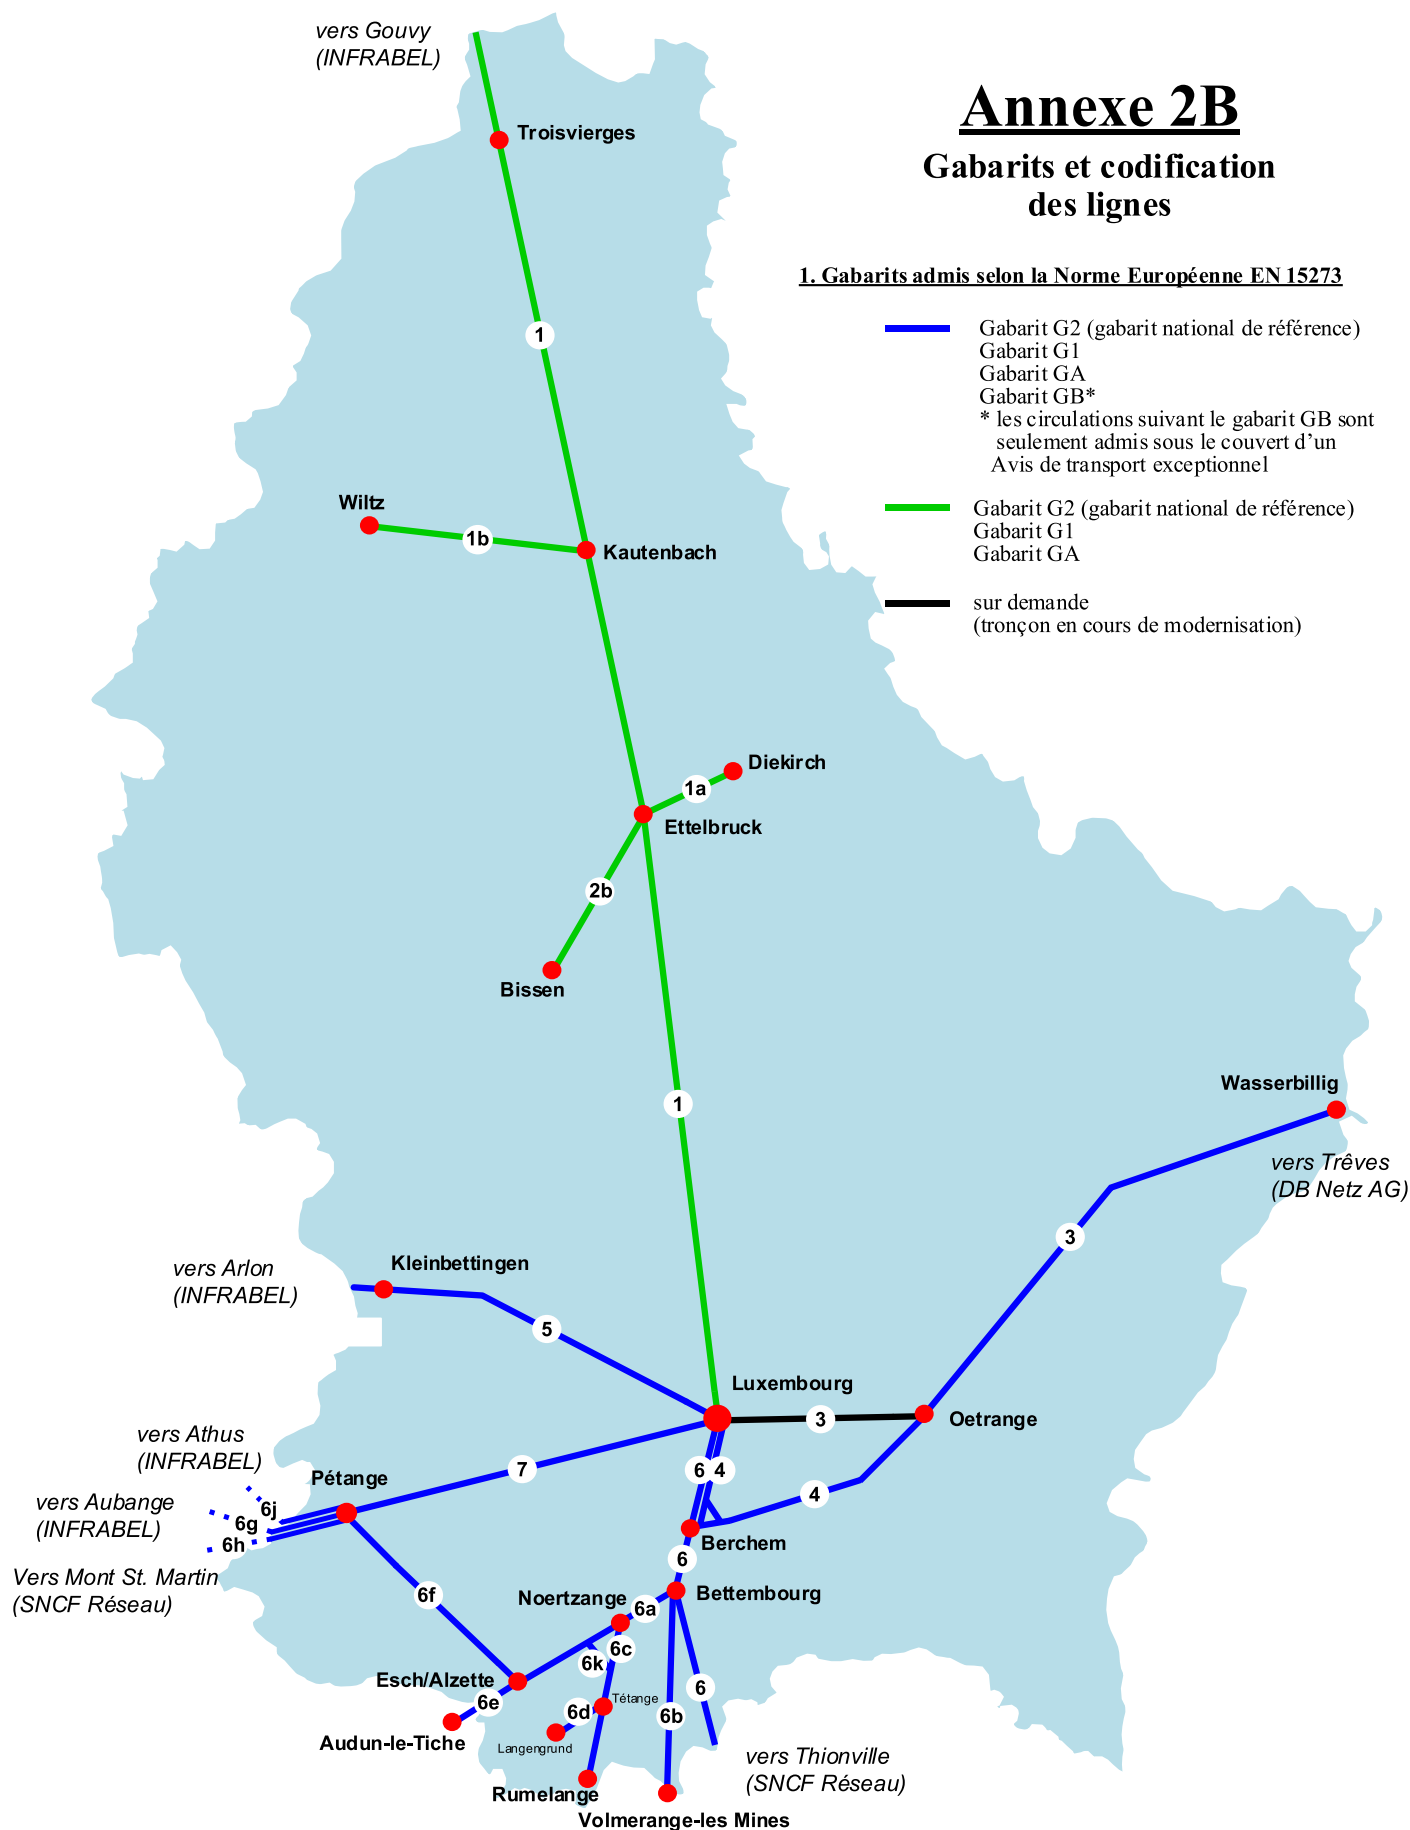 vers Gouvy
(INFRABEL)
Troisvierges
Annexe 2B
Gabarits et codification
des lignes
1. Gabarits admis selon la Norme Européenne EN 15273
Gabarit G2 (gabarit national de référence)
Gabarit G1
Gabarit GA
Gabarit GB*
* les circulations suivant le gabarit GB sont
seulement admis sous le couvert d’un
Avis de transport exceptionnel
Gabarit G2 (gabarit national de référence)
Gabarit G1
Gabarit GA
sur demande
(tronçon en cours de modernisation)
1
Wiltz
1b
Kautenbach
Diekirch
1a
Ettelbruck
2b
Bissen
1
Wasserbillig
vers Trêves
(DB Netz AG)
3
Kleinbettingen
vers Arlon
(INFRABEL)
5
Luxembourg
3
Oetrange
vers Athus
(INFRABEL)
7
6
4
Pétange
4
vers Aubange
(INFRABEL)
6j
6g
6h
Berchem
6
Vers Mont St. Martin
(SNCF Réseau)
6f
Noertzange
6a
Bettembourg
6c
6k
Esch/Alzette
6
6e
6d
Tétange
6b
Audun-le-Tiche
Langengrund
vers Thionville
(SNCF Réseau)
Rumelange
Volmerange-les Mines